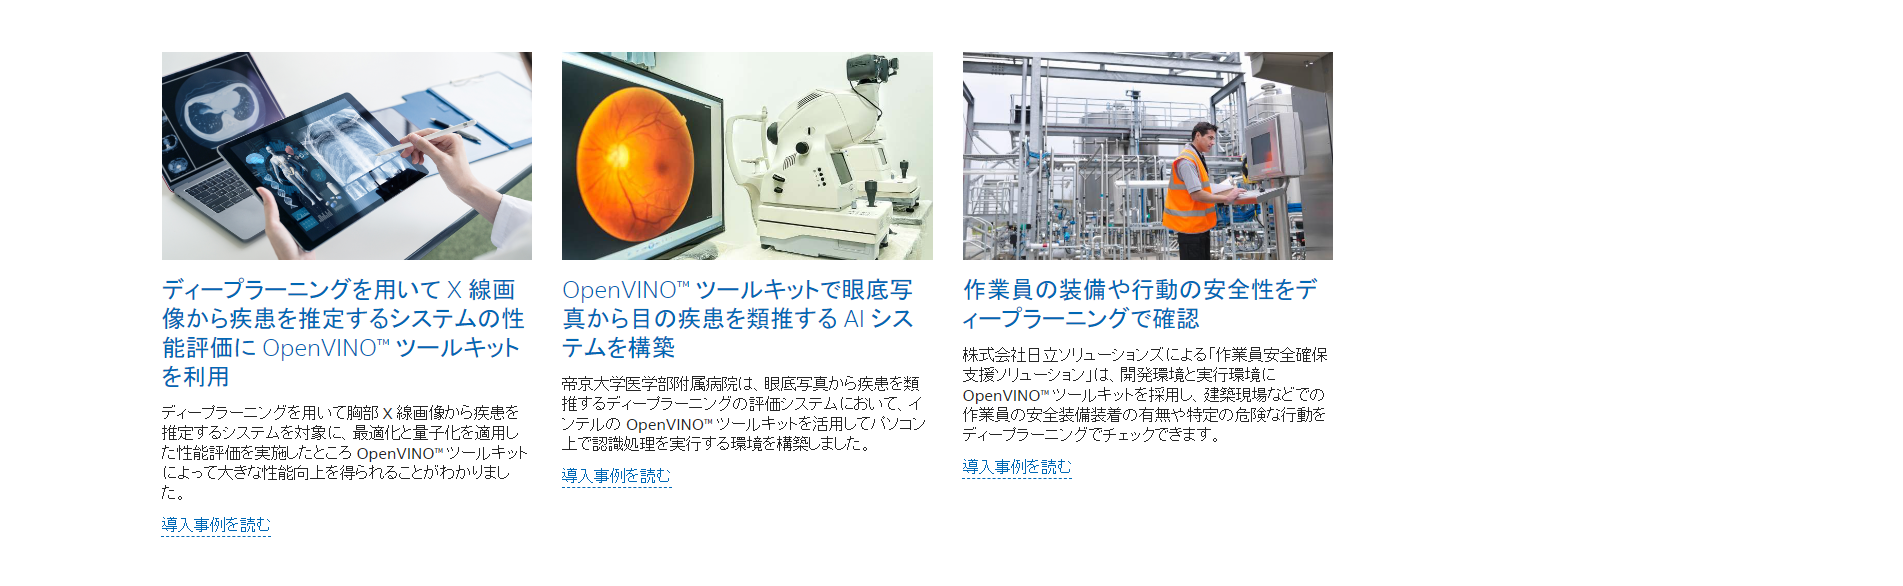 ディープラーニングを用いて X 線画
像から疾患を推定するシステムの性
能評価に OpenVINO™ ツールキット
を利用
ディープラーニングを用いて胸部 X 線画像から疾患を
推定するシステムを対象に、最適化と量子化を適用し
た性能評価を実施したところ OpenVINO™ ツールキット
によって大きな性能向上を得られることがわかりまし
た。
導入事例を読む
OpenVINO™ ツールキットで眼底写
真から目の疾患を類推する AI シス
テムを構築
帝京大学医学部附属病院は、眼底写真から疾患を類
推するディープラーニングの評価システムにおいて、イ
ンテルの OpenVINO™ ツールキットを活用してパソコン
上で認識処理を実行する環境を構築しました。
導入事例を読む
作業員の装備や行動の安全性をデ
ィープラーニングで確認
株式会社日立ソリューションズによる「作業員安全確保
支援ソリューション」は、開発環境と実行環境に
OpenVINO™ ツールキットを採用し、建築現場などでの
作業員の安全装備装着の有無や特定の危険な行動を
ディープラーニングでチェックできます。
導入事例を読む